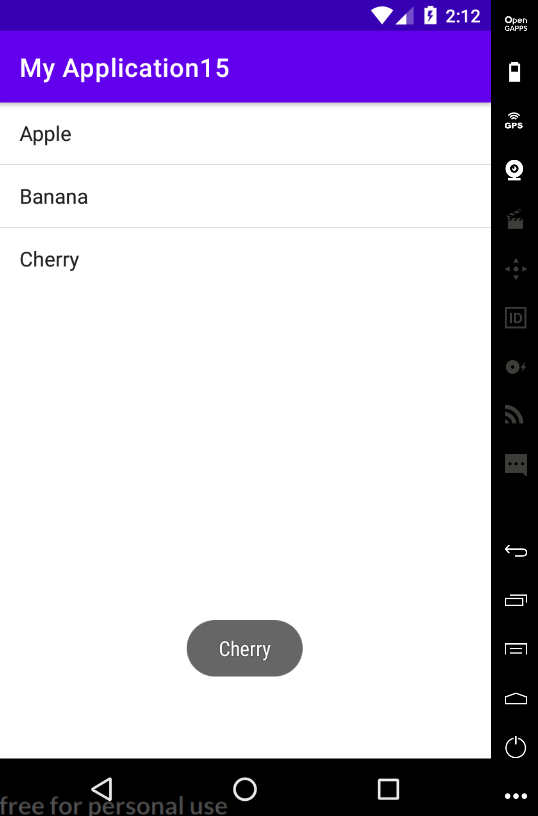 2:12
My Application15
Apple
Banana
Cherry
Cherry
free for personal use
Open
GAPPS
GPS
ID